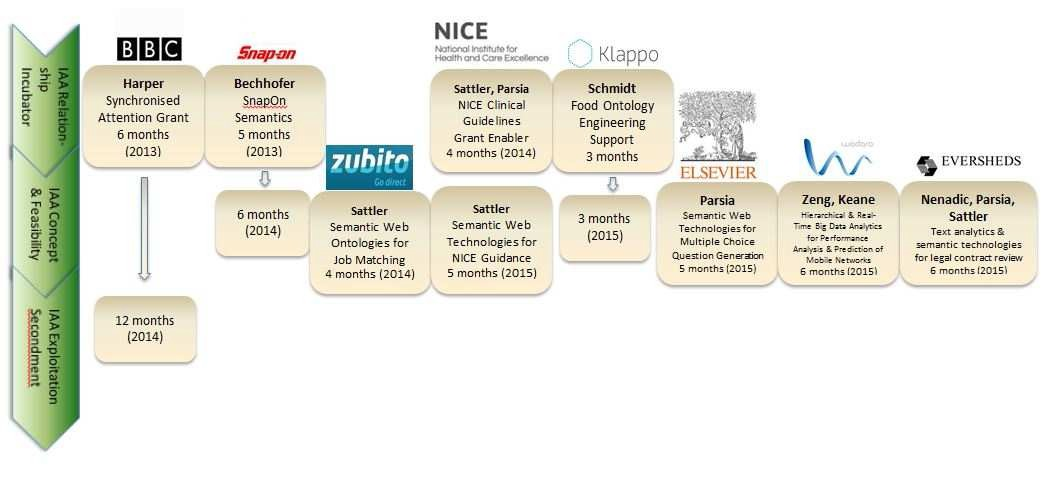 IAA Relation-
ship
Incubator
IAA Concept
& Feasibility
IAA Exploitation
Secondment
BBC
Harper
Synchronised
Attention Grant
6 months
(2013)
12 months
(2014)
Snap-on
Bechhofer
SnapOn
Semantics
5 months
(2013)
6 months
(2014)
zubito
Go direct
Sattler
Semantic Web
Ontologies for
Job Matching
4 months (2014)
NICE
National Institute for
Health and Care Excellence
Sattler, Parsia
NICE Clinical
Guidelines
Grant Enabler
4 months (2014)
Sattler
Semantic Web
Technologies for
NICE Guidance
5 months (2015)
Klappo
Schmidt
Food Ontology
Engineering
Support
3 months
3 months
(2015)
ELSEVIER
Parsia
Semantic Web
Technologies for
Multiple Choice
Question Generation
5 months (2015)
Zeng, Keane
Hierarchical & Real-
Time Big Data Analytics
for Performance
Analysis & Prediction of
Mobile Networks
6 months (2015)
EVERSHEDS
Nenadic, Parsia,
Sattler
Text analytics &
semantic technologies
for legal contract review
6 months (2015)